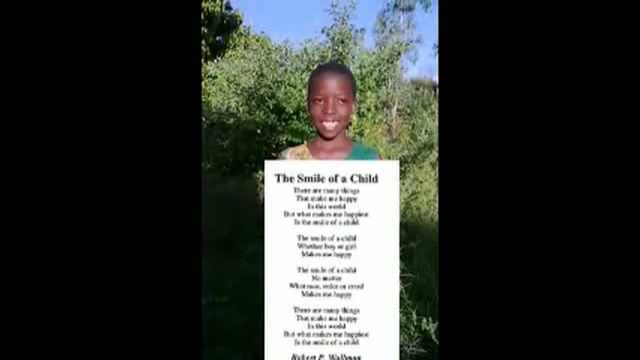 The Smile of a Child
There are many things
That make me happy
In this world
But what makes me happiest
Is the smile of a child
The smile of a child
Whether boy or girl
Makes me happy
The smile of a child
No matter
What race, color or creed
Makes me happy
There are many things
That make me happy
In this world
But what makes me happiest
Is the smile of a child
Robert P.